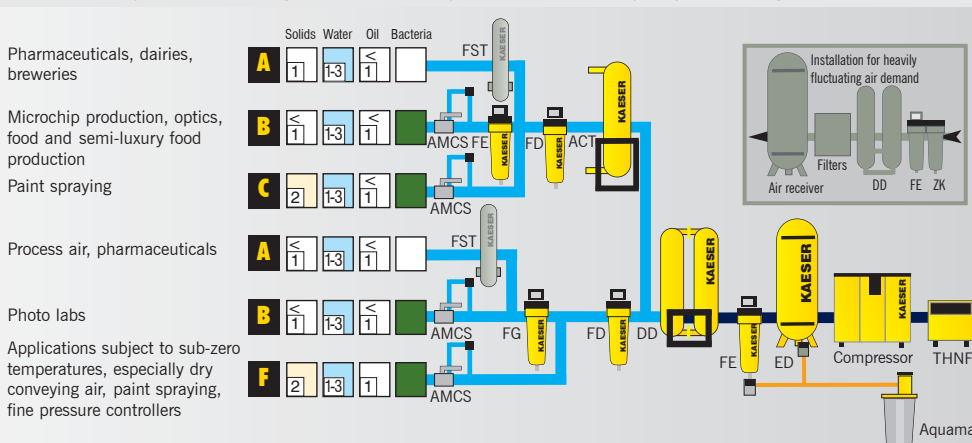 Solids Water Oil Bacteria
Pharmaceuticals, dairies,
breweries
A
1
1-3
<
1
FST
KAESER
Installation for heavily
fluctuating air demand
Filters
Air receiver
DD
FE
ZK
Microchip production, optics,
food and semi-luxury food
production
B
<
1
1-3
<
1
AMCS
FE
KAESER
FD
KAESER
ACT
KAESER
Paint spraying
C
2
1-3
<
1
AMCS
Process air, pharmaceuticals
A
<
1
1-3
<
1
FST
KAESER
Photo labs
B
<
1
1-3
<
1
AMCS
FG
KAESER
FD
KAESER
DD
KAESER
FE
KAESER
ED
KAESER
Compressor
KAESER
THNF
Applications subject to sub-zero
temperatures, especially dry
conveying air, paint spraying,
fine pressure controllers
F
2
1-3
1
AMCS
Aquama